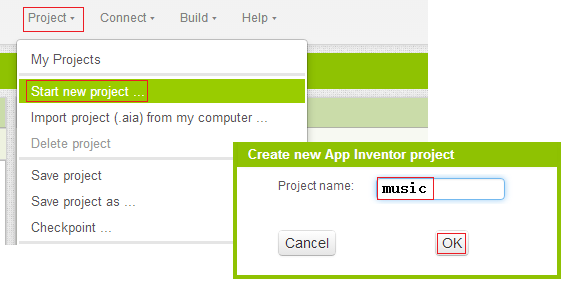 Project Connect Build Help
My Projects
Start new project ...
Import project (.aia) from my computer ...
Delete project
Save project
Save project as ...
Checkpoint ...
Create new App Inventor project
Project name: music
Cancel OK